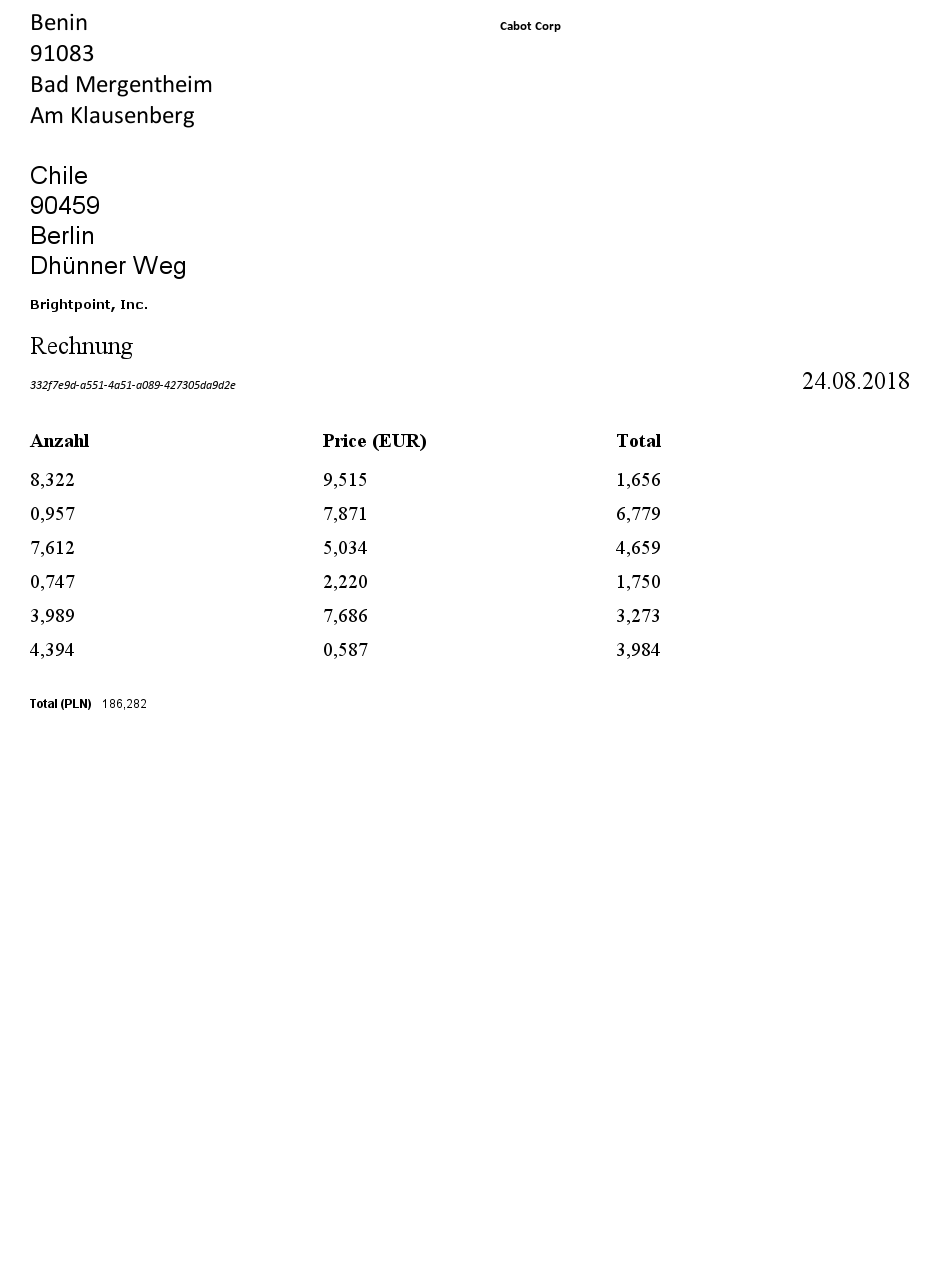 Benin
Cabot Corp
91083
Bad Mergentheim
Am Klausenberg
Chile
90459
Berlin
Dhünner Weg
Brightpoint, Inc.
Rechnung
332f7e9d-a551-4a51-a089-427305da9d2e 24.08.2018
Anzahl Price (EUR) Total
8,322 9,515 1,656
0,957 7,871 6,779
7,612 5,034 4,659
0,747 2,220 1,750
3,989 7,686 3,273
4,394 0,587 3,984
Total (PLN) 186,282